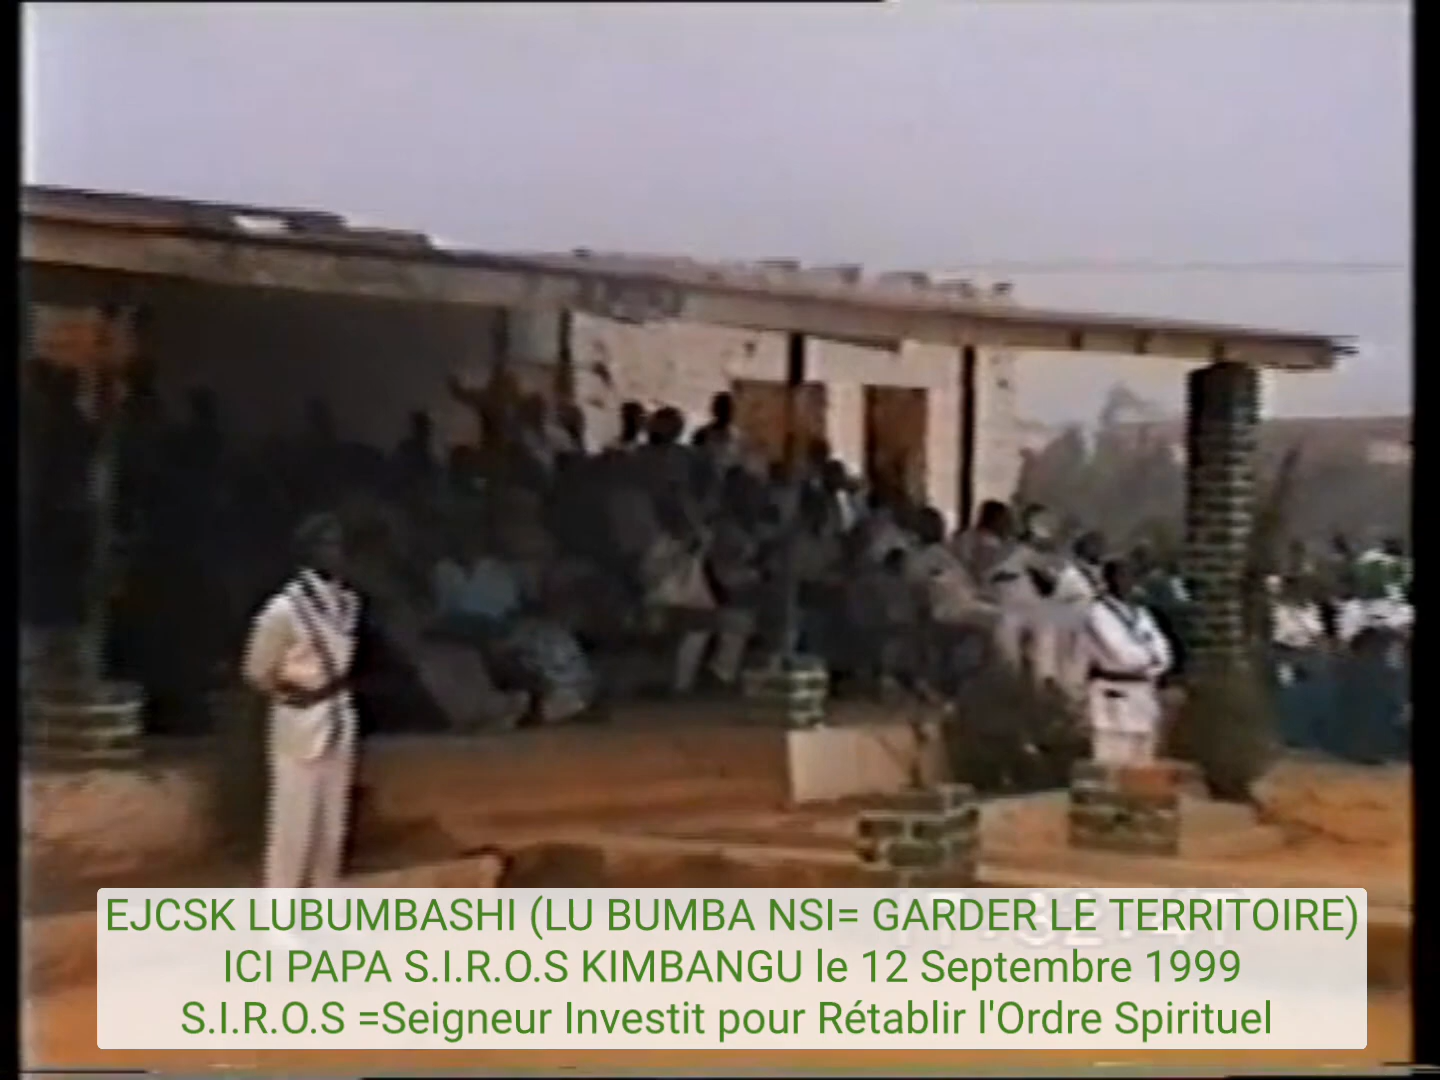 EJCSK LUBUMBASHI (LU BUMBA NSI= GARDER LE TERRITOIRE)
ICI PAPA S.I.R.O.S KIMBANGU le 12 Septembre 1999
S.I.R.O.S =Seigneur Investit pour Rétablir l'Ordre Spirituel